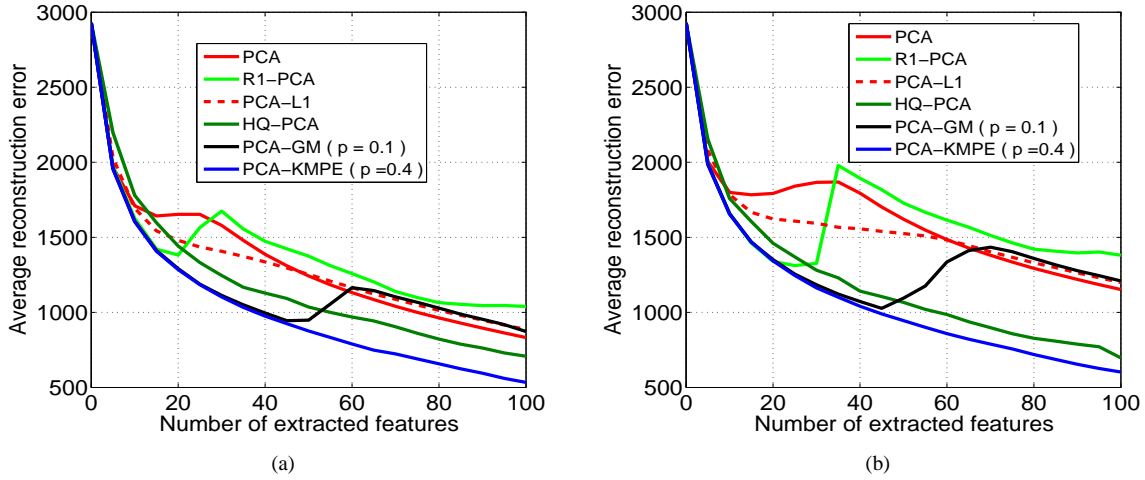 3000
2500
2000
1500
1000
500
0 20 40 60 80 100
Average reconstruction error
Number of extracted features
PCA
R1−PCA
PCA−L1
HQ−PCA
PCA−GM ( p = 0.1 )
PCA−KMPE ( p =0.4 )
(a)
3000
2500
2000
1500
1000
500
0 20 40 60 80 100
Average reconstruction error
Number of extracted features
PCA
R1−PCA
PCA−L1
HQ−PCA
PCA−GM ( p = 0.1 )
PCA−KMPE ( p =0.4 )
(b)